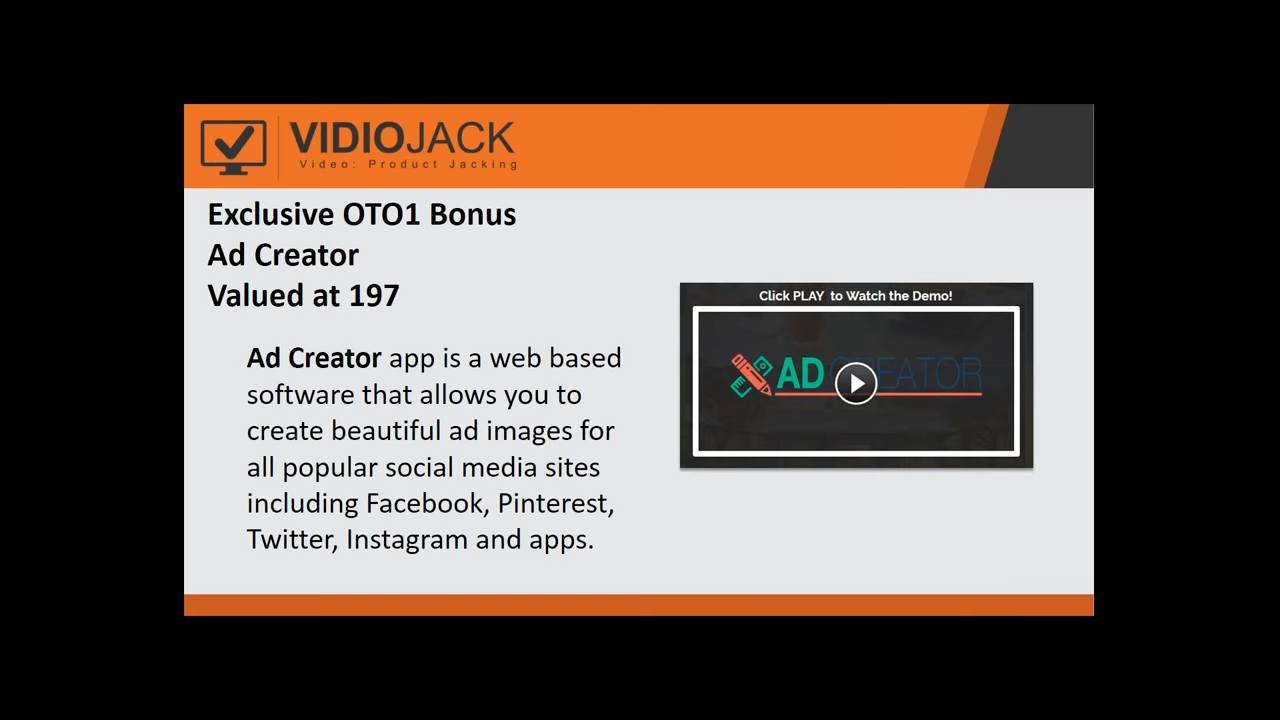 VIDIOJACK
Video: Product Jacking
Exclusive OTO1 Bonus
Ad Creator
Valued at 197
Ad Creator app is a web based
software that allows you to
create beautiful ad images for
all popular social media sites
including Facebook, Pinterest,
Twitter, Instagram and apps.
Click PLAY to Watch the Demo!
AD CREATOR